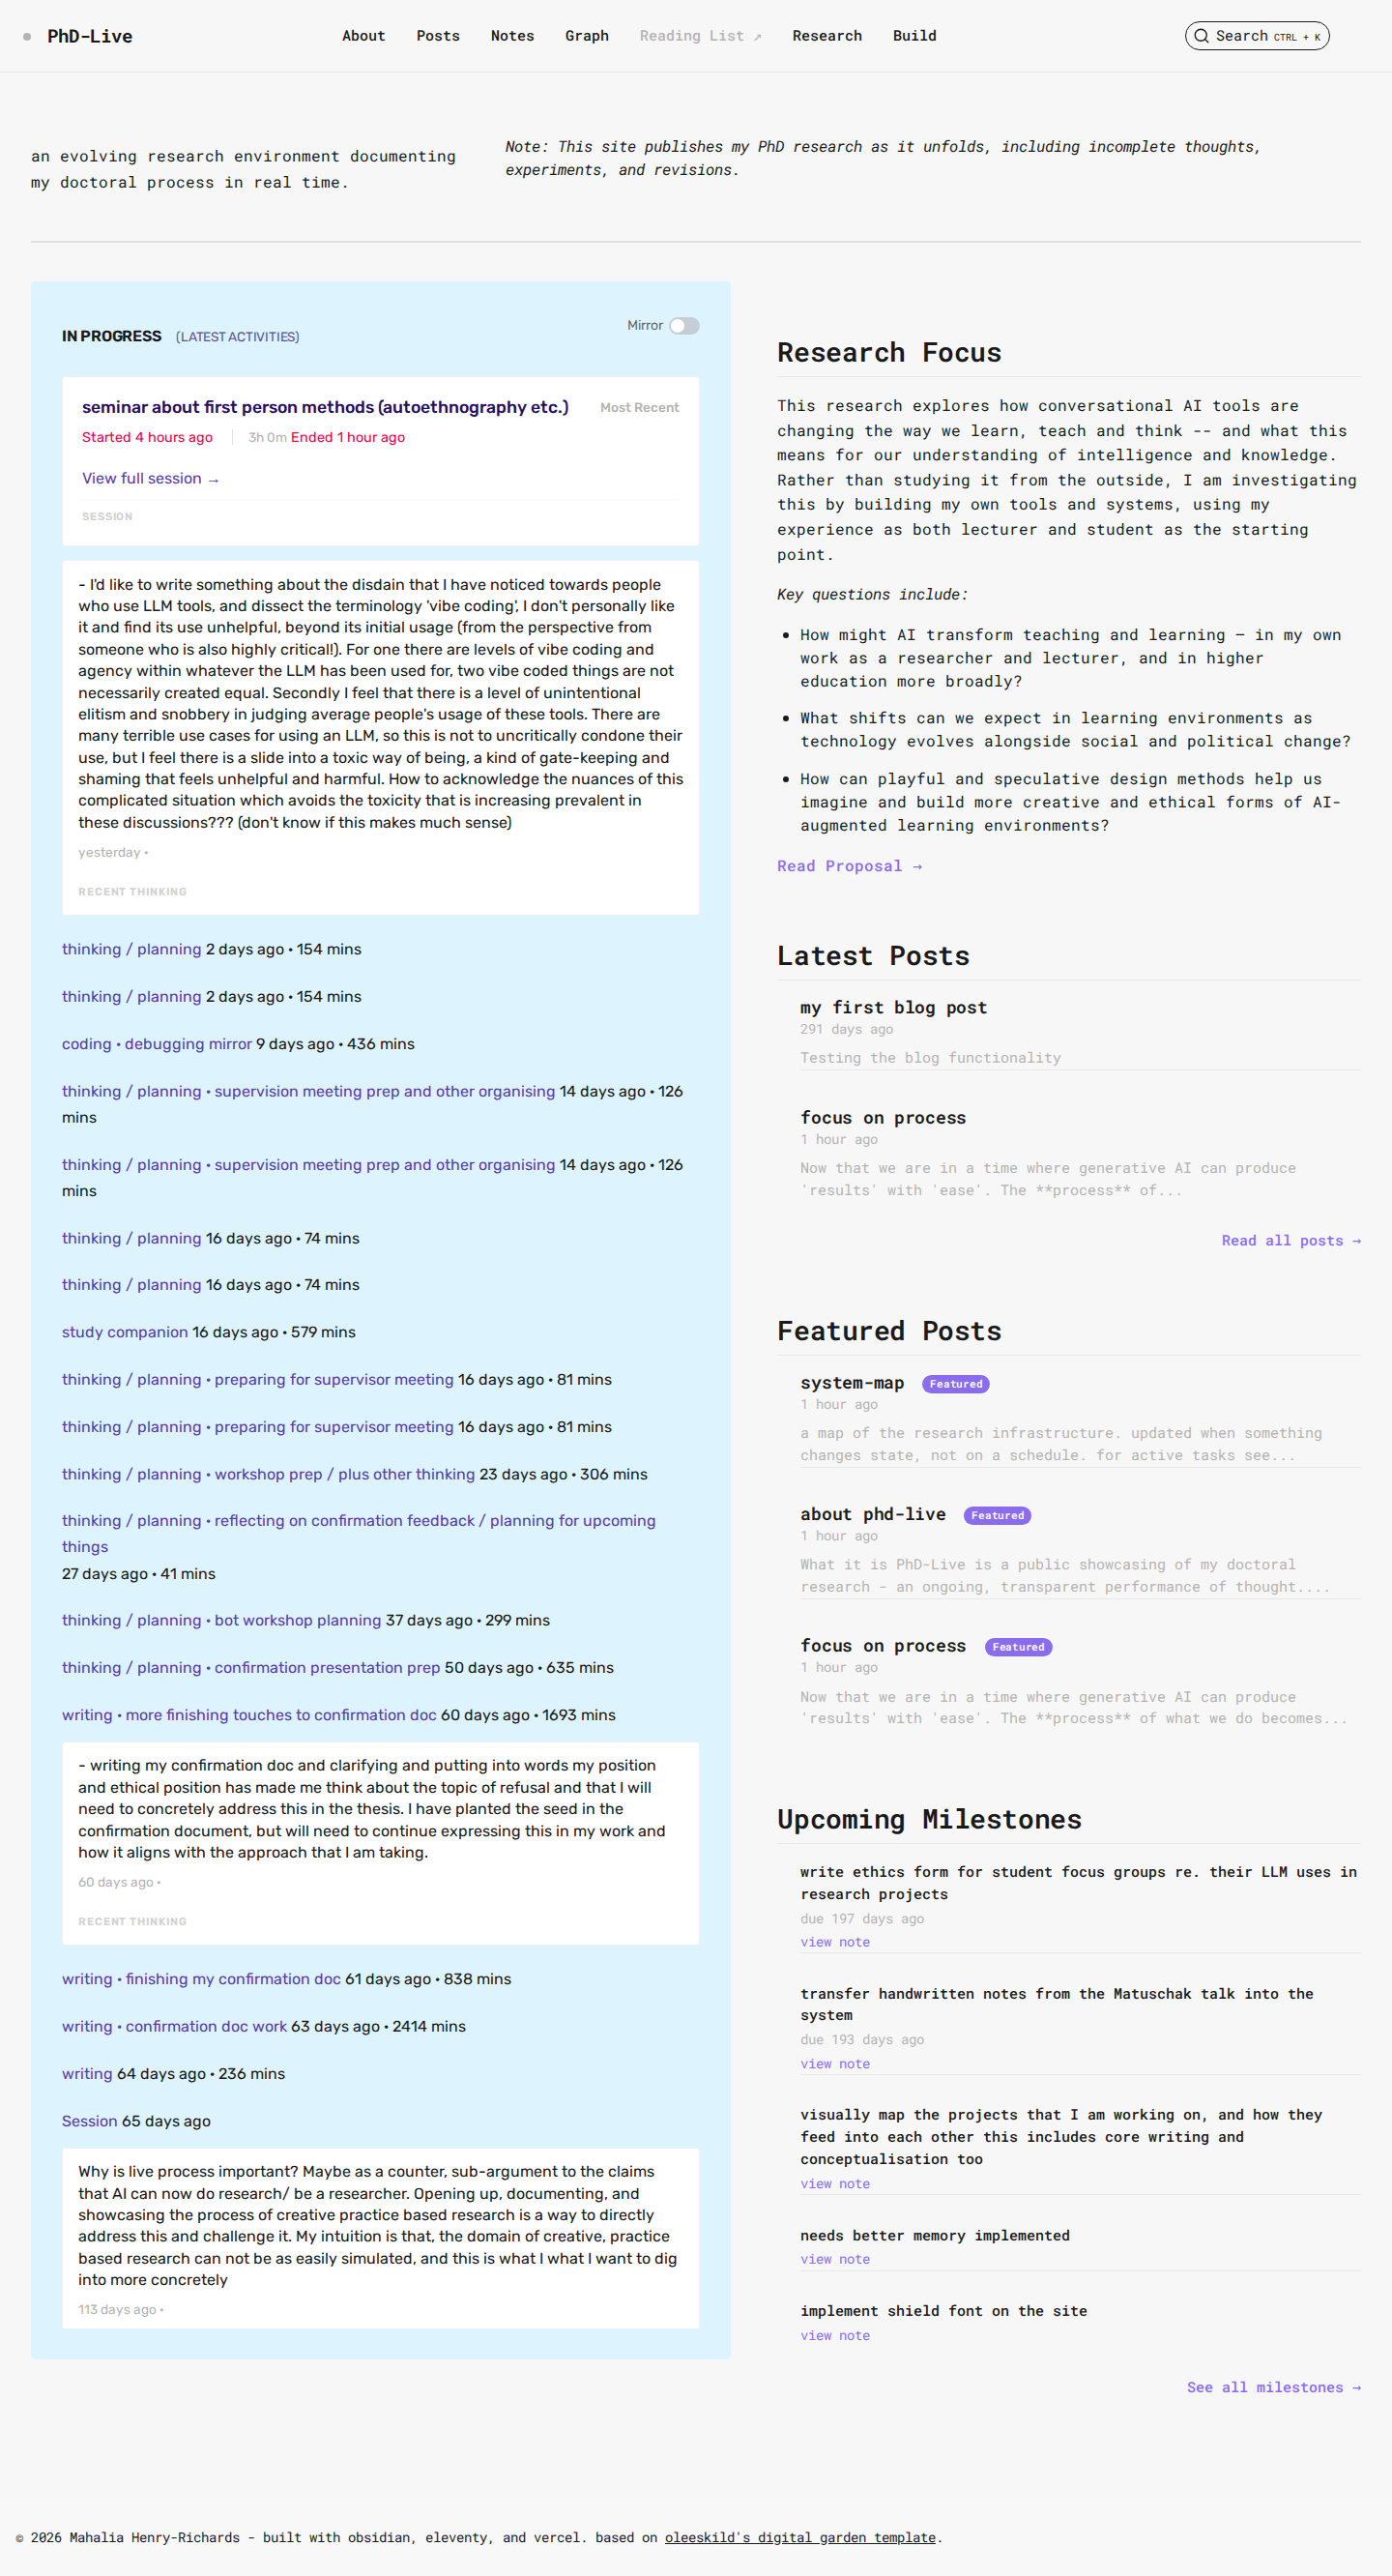 PhD-Live
About Posts Notes Graph Reading List ↗ Research Build
Search CTRL + K
an evolving research environment documenting
my doctoral process in real time.
Note: This site publishes my PhD research as it unfolds, including incomplete thoughts,
experiments, and revisions.
IN PROGRESS (LATEST ACTIVITIES)
Mirror
seminar about first person methods (autoethnography etc.) Most Recent
Started 4 hours ago 3h 0m Ended 1 hour ago
View full session →
SESSION
- I'd like to write something about the disdain that I have noticed towards people
who use LLM tools, and dissect the terminology 'vibe coding', I don't personally like
it and find its use unhelpful, beyond its initial usage (from the perspective from
someone who is also highly critical!). For one there are levels of vibe coding and
agency within whatever the LLM has been used for, two vibe coded things are not
necessarily created equal. Secondly I feel that there is a level of unintentional
elitism and snobbery in judging average people's usage of these tools. There are
many terrible use cases for using an LLM, so this is not to uncritically condone their
use, but I feel there is a slide into a toxic way of being, a kind of gate-keeping and
shaming that feels unhelpful and harmful. How to acknowledge the nuances of this
complicated situation which avoids the toxicity that is increasing prevalent in
these discussions??? (don't know if this makes much sense)
yesterday •
RECENT THINKING
thinking / planning 2 days ago • 154 mins
thinking / planning 2 days ago • 154 mins
coding • debugging mirror 9 days ago • 436 mins
thinking / planning • supervision meeting prep and other organising 14 days ago • 126
mins
thinking / planning • supervision meeting prep and other organising 14 days ago • 126
mins
thinking / planning 16 days ago • 74 mins
thinking / planning 16 days ago • 74 mins
study companion 16 days ago • 579 mins
thinking / planning • preparing for supervisor meeting 16 days ago • 81 mins
thinking / planning • preparing for supervisor meeting 16 days ago • 81 mins
thinking / planning • workshop prep / plus other thinking 23 days ago • 306 mins
thinking / planning • reflecting on confirmation feedback / planning for upcoming
things
27 days ago • 41 mins
thinking / planning • bot workshop planning 37 days ago • 299 mins
thinking / planning • confirmation presentation prep 50 days ago • 635 mins
writing • more finishing touches to confirmation doc 60 days ago • 1693 mins
- writing my confirmation doc and clarifying and putting into words my position
and ethical position has made me think about the topic of refusal and that I will
need to concretely address this in the thesis. I have planted the seed in the
confirmation document, but will need to continue expressing this in my work and
how it aligns with the approach that I am taking.
60 days ago •
RECENT THINKING
writing • finishing my confirmation doc 61 days ago • 838 mins
writing • confirmation doc work 63 days ago • 2414 mins
writing 64 days ago • 236 mins
Session 65 days ago
Why is live process important? Maybe as a counter, sub-argument to the claims
that AI can now do research/ be a researcher. Opening up, documenting, and
showcasing the process of creative practice based research is a way to directly
address this and challenge it. My intuition is that, the domain of creative, practice
based research can not be as easily simulated, and this is what I what I want to dig
into more concretely
113 days ago •
Research Focus
This research explores how conversational AI tools are
changing the way we learn, teach and think -- and what this
means for our understanding of intelligence and knowledge.
Rather than studying it from the outside, I am investigating
this by building my own tools and systems, using my
experience as both lecturer and student as the starting
point.
Key questions include:
• How might AI transform teaching and learning — in my own
work as a researcher and lecturer, and in higher
education more broadly?
• What shifts can we expect in learning environments as
technology evolves alongside social and political change?
• How can playful and speculative design methods help us
imagine and build more creative and ethical forms of AI-
augmented learning environments?
Read Proposal →
Latest Posts
my first blog post
291 days ago
Testing the blog functionality
focus on process
1 hour ago
Now that we are in a time where generative AI can produce
'results' with 'ease'. The **process** of...
Read all posts →
Featured Posts
system-map Featured
1 hour ago
a map of the research infrastructure. updated when something
changes state, not on a schedule. for active tasks see...
about phd-live Featured
1 hour ago
What it is PhD-Live is a public showcasing of my doctoral
research - an ongoing, transparent performance of thought....
focus on process Featured
1 hour ago
Now that we are in a time where generative AI can produce
'results' with 'ease'. The **process** of what we do becomes...
Upcoming Milestones
write ethics form for student focus groups re. their LLM uses in
research projects
due 197 days ago
view note
transfer handwritten notes from the Matuschak talk into the
system
due 193 days ago
view note
visually map the projects that I am working on, and how they
feed into each other this includes core writing and
conceptualisation too
view note
needs better memory implemented
view note
implement shield font on the site
view note
See all milestones →
© 2026 Mahalia Henry-Richards - built with obsidian, eleventy, and vercel. based on oleeskild's digital garden template.